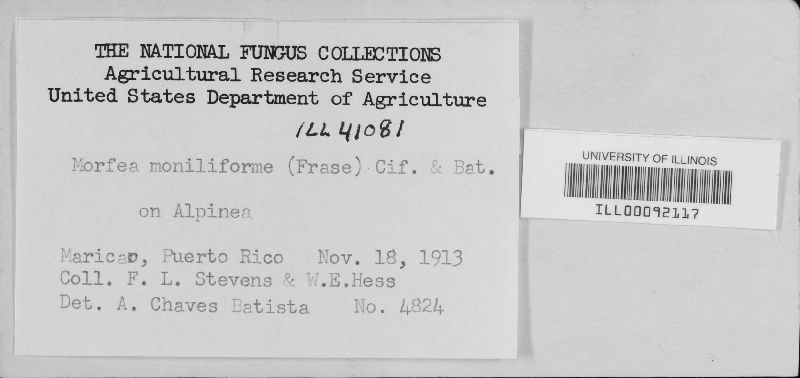 THE NATIONAL FUNGUS COLLECTIONS
Agricultural Research Service
United States Department of Agriculture
ILL 41081
Morfea moniliforme (Frase) Cif. & Bat.
on Alpinea
Maricao, Puerto Rico Nov. 18, 1913
Coll. F. L. Stevens & W.E.Hess
Det. A. Chaves Batista No. 4824
UNIVERSITY OF ILLINOIS
ILL00092117